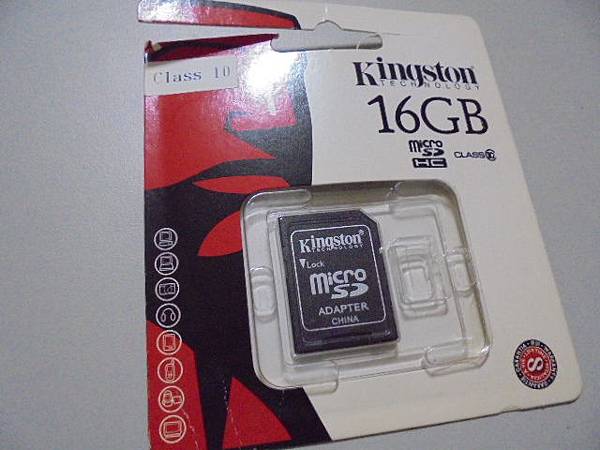 Class 10
Kingston
TECHNOLOGY
16GB
micro
SD
HC
CLASS 10
Kingston
TECHNOLOGY
Lock
micro
SD
ADAPTER
CHINA